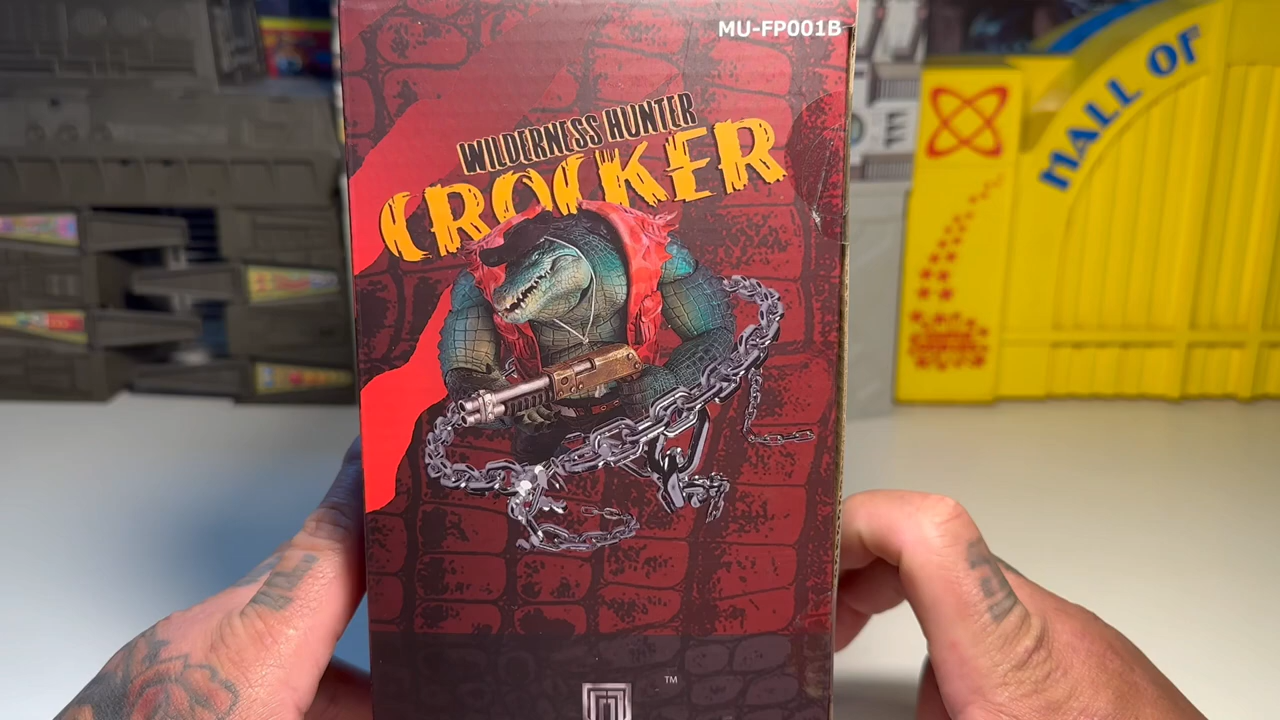 MU-FP001B
WILDERNESS HUNTER
CROCKER
MALL OF
TM